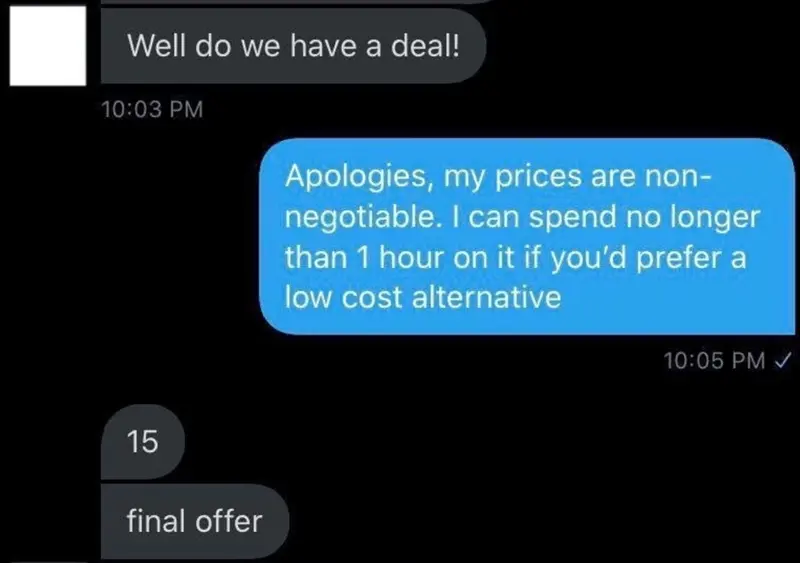 Well do we have a deal!
10:03 PM
Apologies, my prices are non-
negotiable. I can spend no longer
than 1 hour on it if you’d prefer a
low cost alternative
10:05 PM ✓
15
final offer